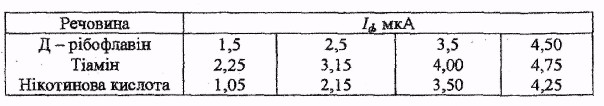 Речовина I_d, мкА
Д – рібофлавін 1,5 2,5 3,5 4,50
Тіамін 2,25 3,15 4,00 4,75
Нікотинова кислота 1,05 2,15 3,50 4,25